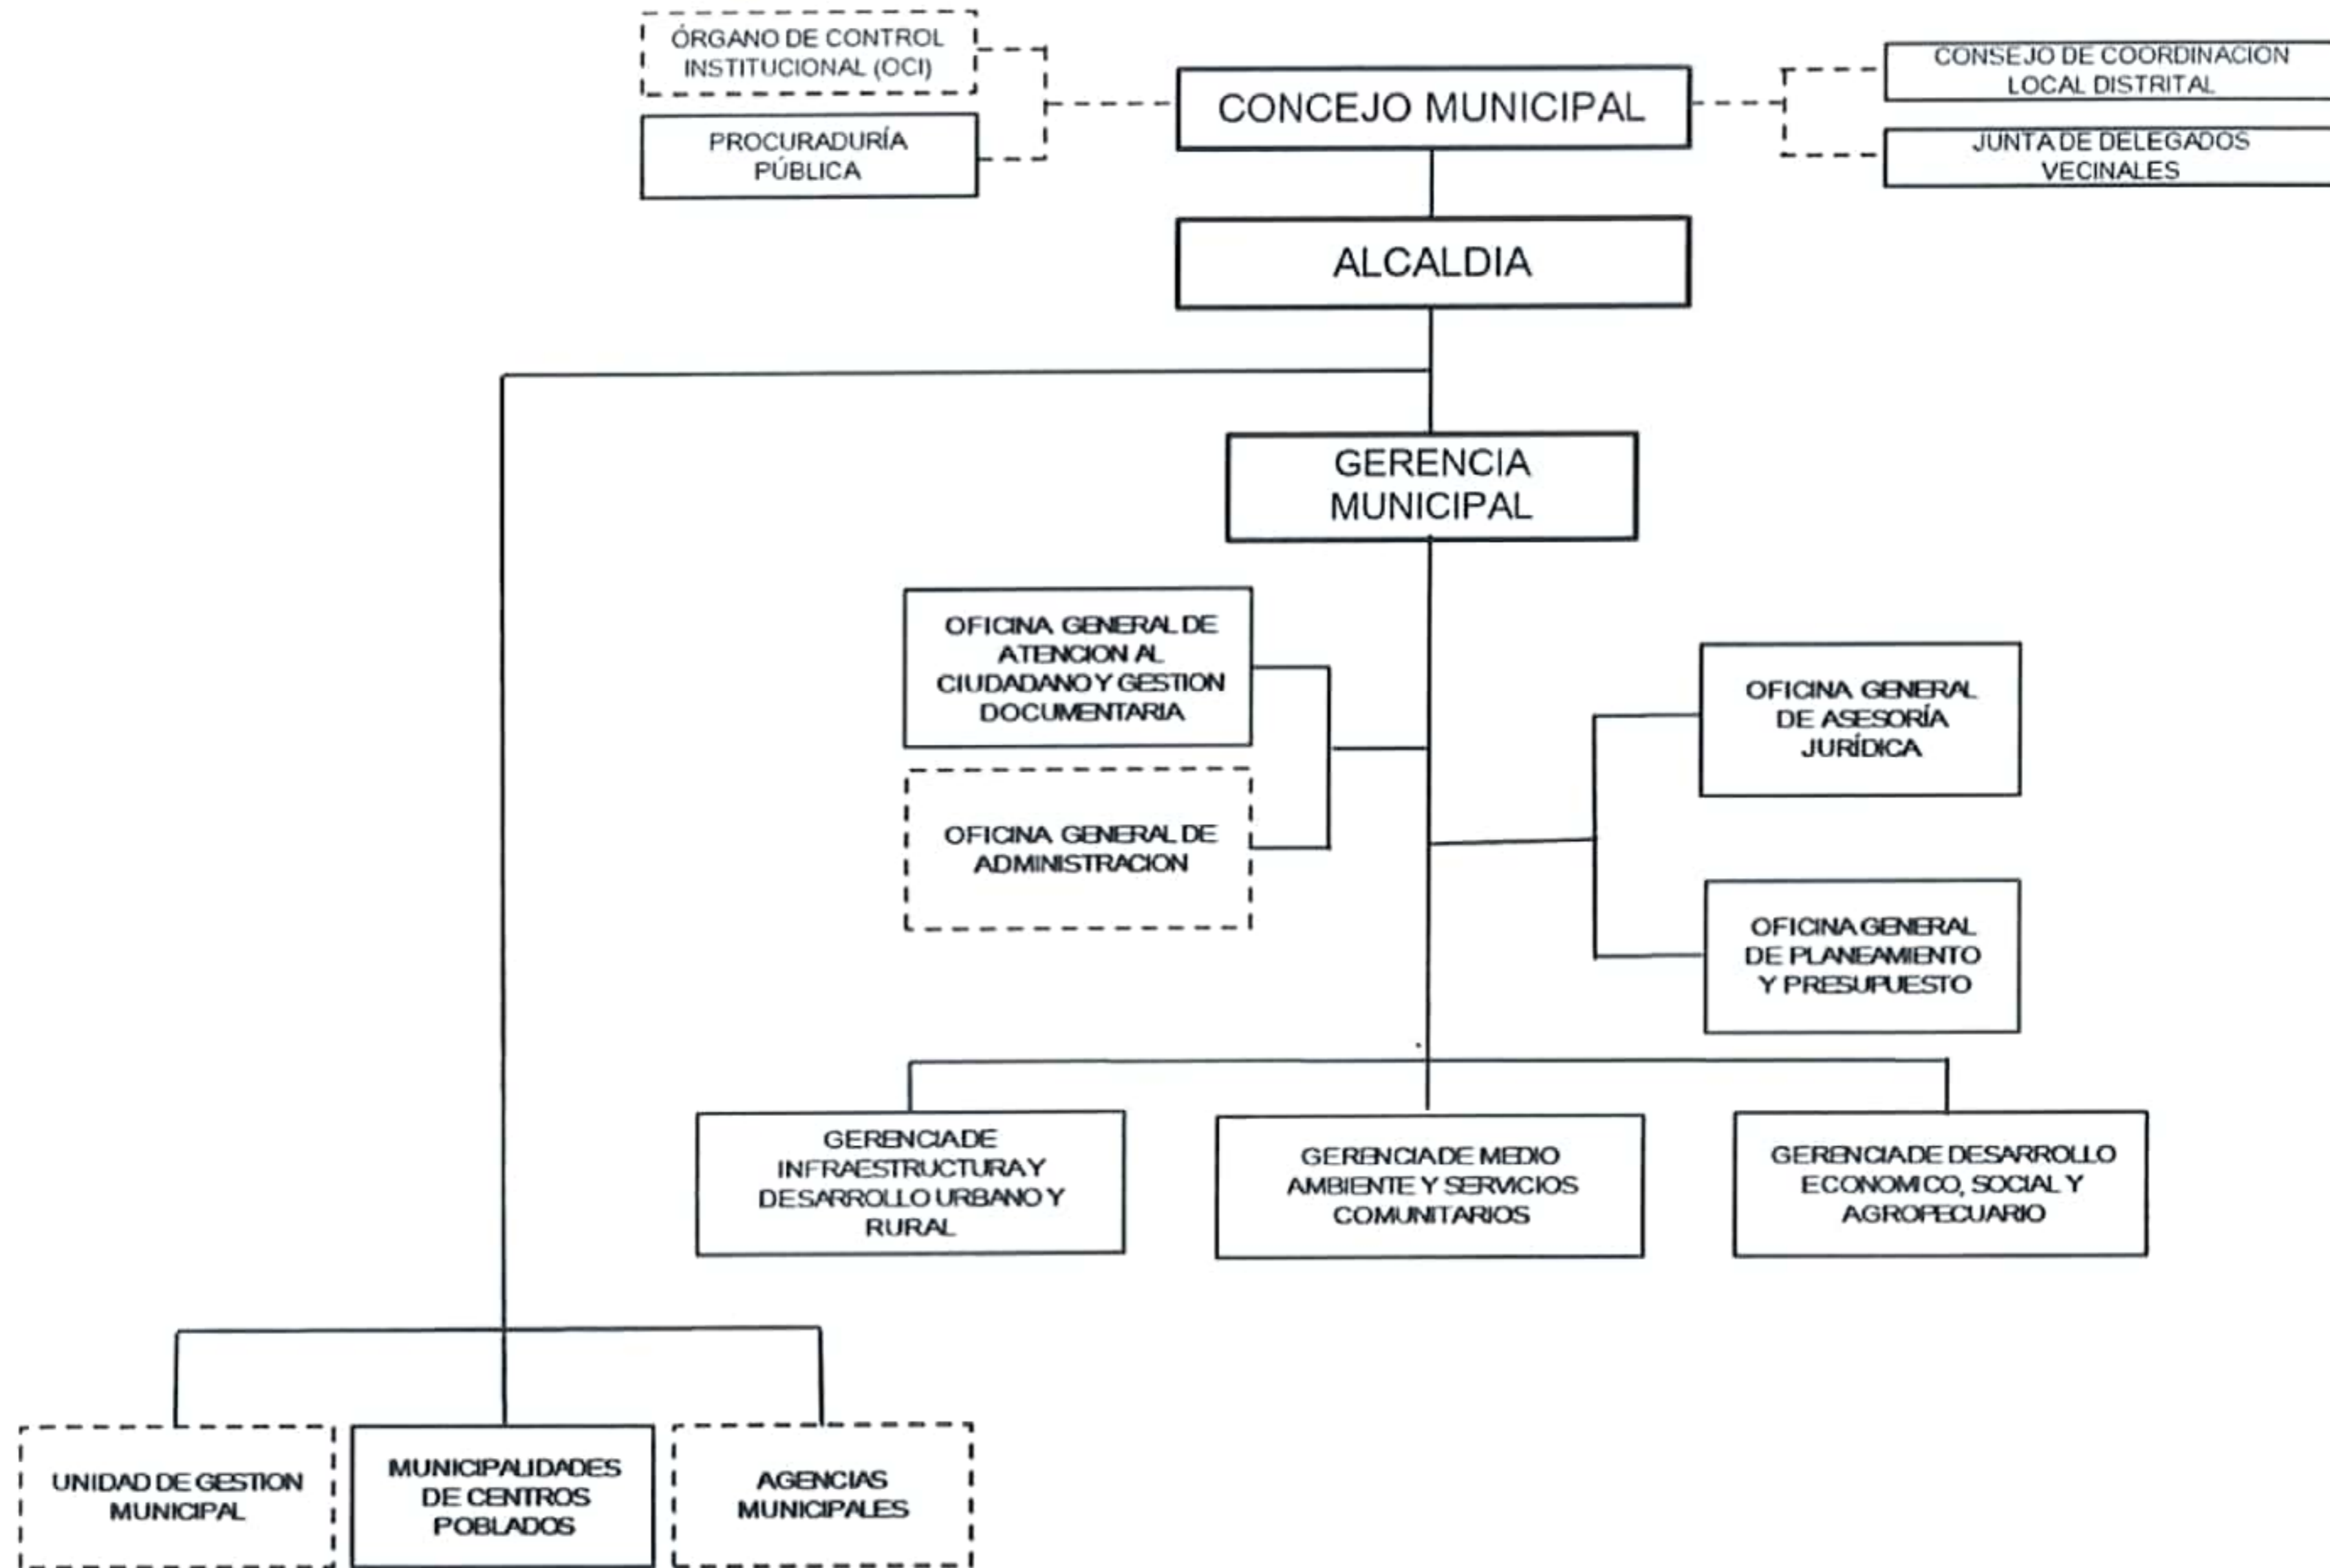 ÓRGANO DE CONTROL
INSTITUCIONAL (OCI)
PROCURADURÍA
PÚBLICA
CONCEJO MUNICIPAL
CONSEJO DE COORDINACION
LOCAL DISTRITAL
JUNTA DE DELEGADOS
VECINALES
ALCALDIA
GERENCIA
MUNICIPAL
OFICINA GENERAL DE
ATENCION AL
CIUDADANO Y GESTION
DOCUMENTARIA
OFICINA GENERAL DE
ADMINISTRACION
OFICINA GENERAL
DE ASESORÍA
JURÍDICA
OFICINA GENERAL
DE PLANEAMIENTO
Y PRESUPUESTO
GERENCIA DE
INFRAESTRUCTURA Y
DESARROLLO URBANO Y
RURAL
GERENCIA DE MEDIO
AMBIENTE Y SERVICIOS
COMUNITARIOS
GERENCIA DE DESARROLLO
ECONOMICO, SOCIAL Y
AGROPECUARIO
UNIDAD DE GESTION
MUNICIPAL
MUNICIPALIDADES
DE CENTROS
POBLADOS
AGENCIAS
MUNICIPALES